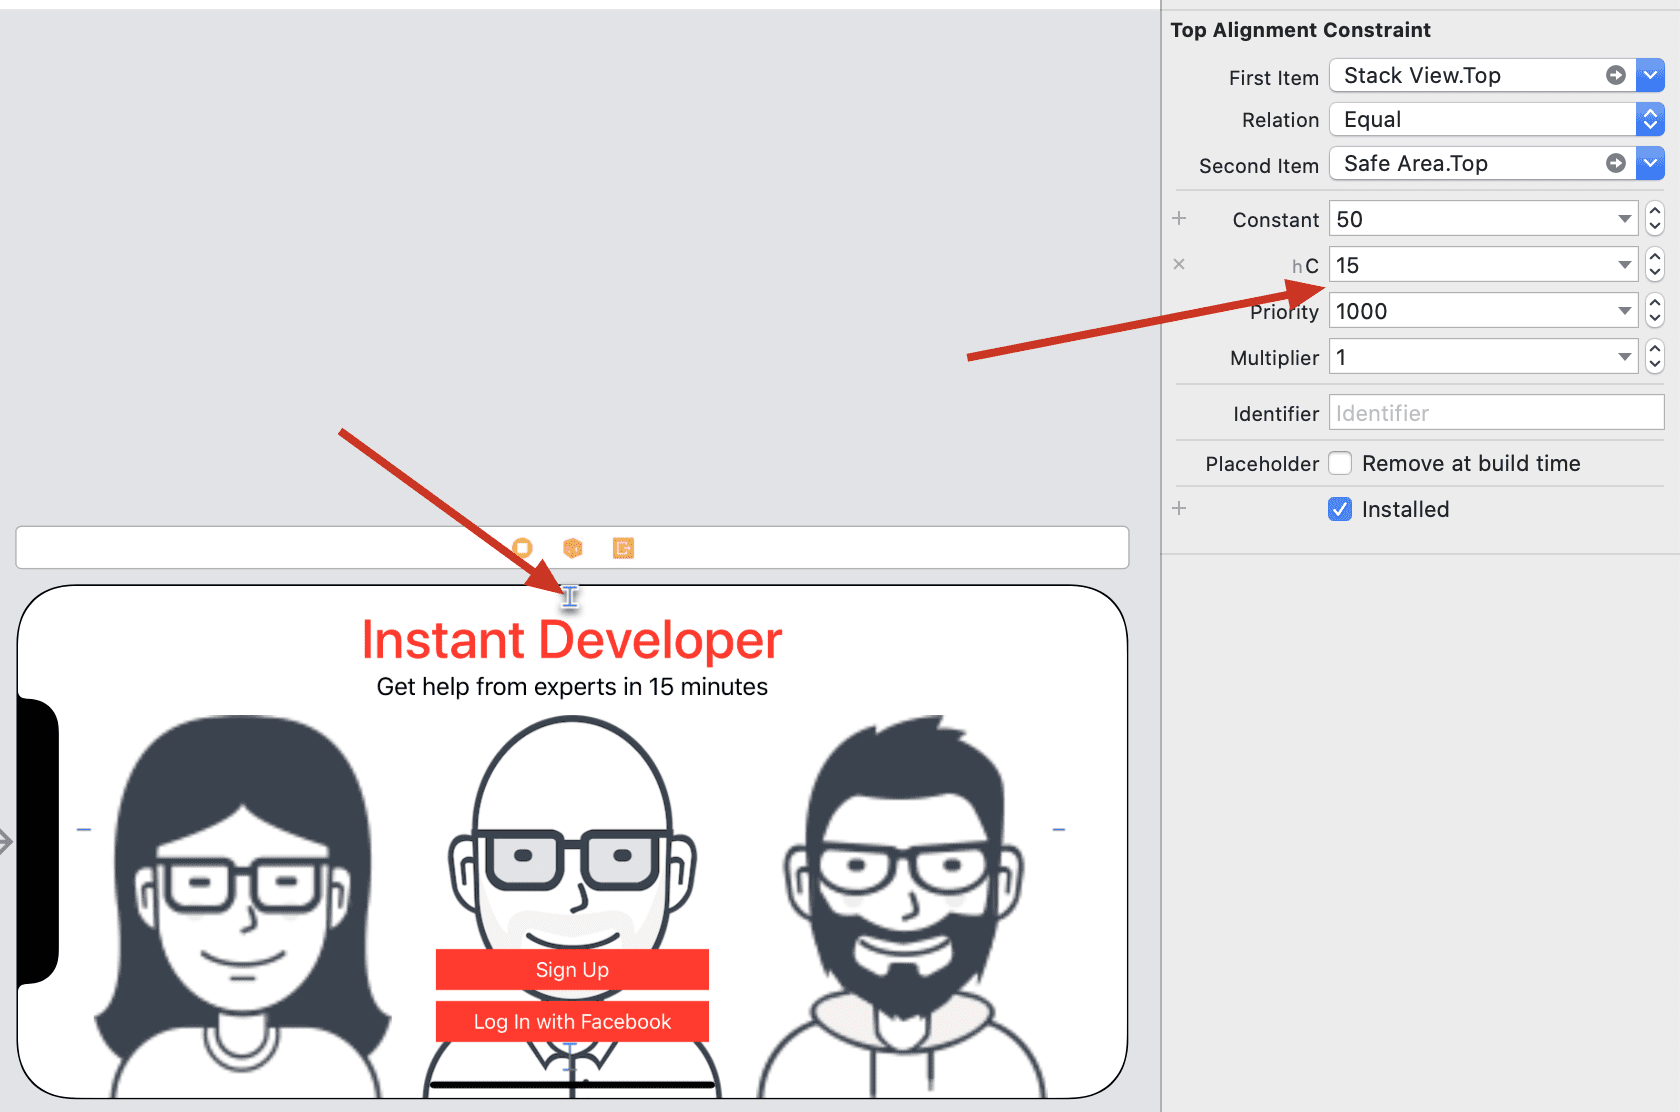 Top Alignment Constraint
First Item Stack View.Top
Relation Equal
Second Item Safe Area.Top
Constant 50
hC 15
Priority 1000
Multiplier 1
Identifier Identifier
Placeholder Remove at build time
Installed
Instant Developer
Get help from experts in 15 minutes
Sign Up
Log In with Facebook